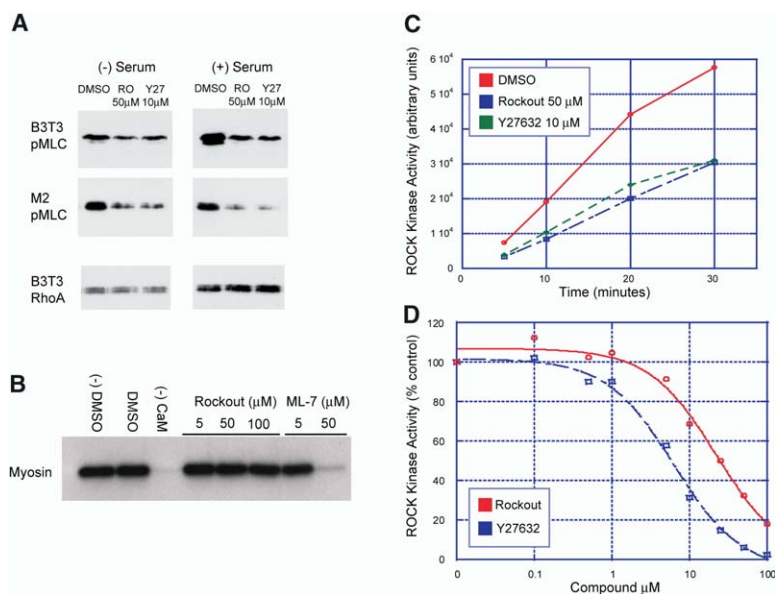 A
(-) Serum
(+) Serum
DMSO RO Y27
50μM 10μM
DMSO RO Y27
50μM 10μM
B3T3
pMLC
M2
pMLC
B3T3
RhoA
B
(-) DMSO
DMSO
(-) CaM
Rockout (μM)
5 50 100
ML-7 (μM)
5 50
Myosin
C
ROCK Kinase Activity (arbitrary units)
6 10⁴
5 10⁴
4 10⁴
3 10⁴
2 10⁴
1 10⁴
0
DMSO
Rockout 50 μM
Y27632 10 μM
0 10 20 30
Time (minutes)
D
ROCK Kinase Activity (% control)
120
100
80
60
40
20
0
Rockout
Y27632
0 0.1 1 10 100
Compound μM